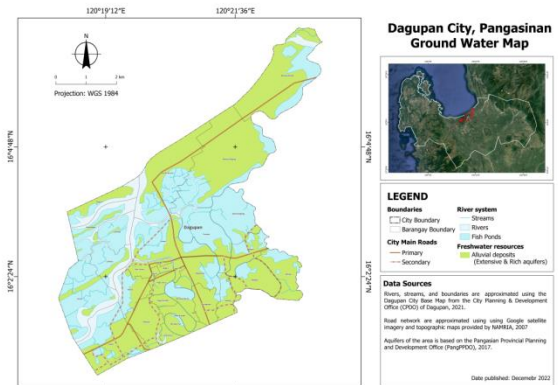 120°19'12"E
120°21'36"E
N
0 1 2 km
Projection: WGS 1984
16°4'48"N
16°4'48"N
16°2'24"N
16°2'24"N
Dagupan
Dagupan City, Pangasinan
Ground Water Map
LEGEND
Boundaries
City Boundary
Barangay Boundary
City Main Roads
Primary
Secondary
River system
Streams
Rivers
Fish Ponds
Freshwater resources
Alluvial deposits
(Extensive & Rich aquifers)
Data Sources
Rivers, streams, and boundaries are approximated using the
Dagupan City Base Map from the City Planning & Development
Office (CPDO) of Dagupan, 2021.
Road network are approximated using using Google satellite
imagery and topographic maps provided by NAMRIA, 2007
Aquifers of the area is based on the Pangasinan Provincial Planning
and Development Office (PangPPDO), 2017.
Date published: Decemebr 2022